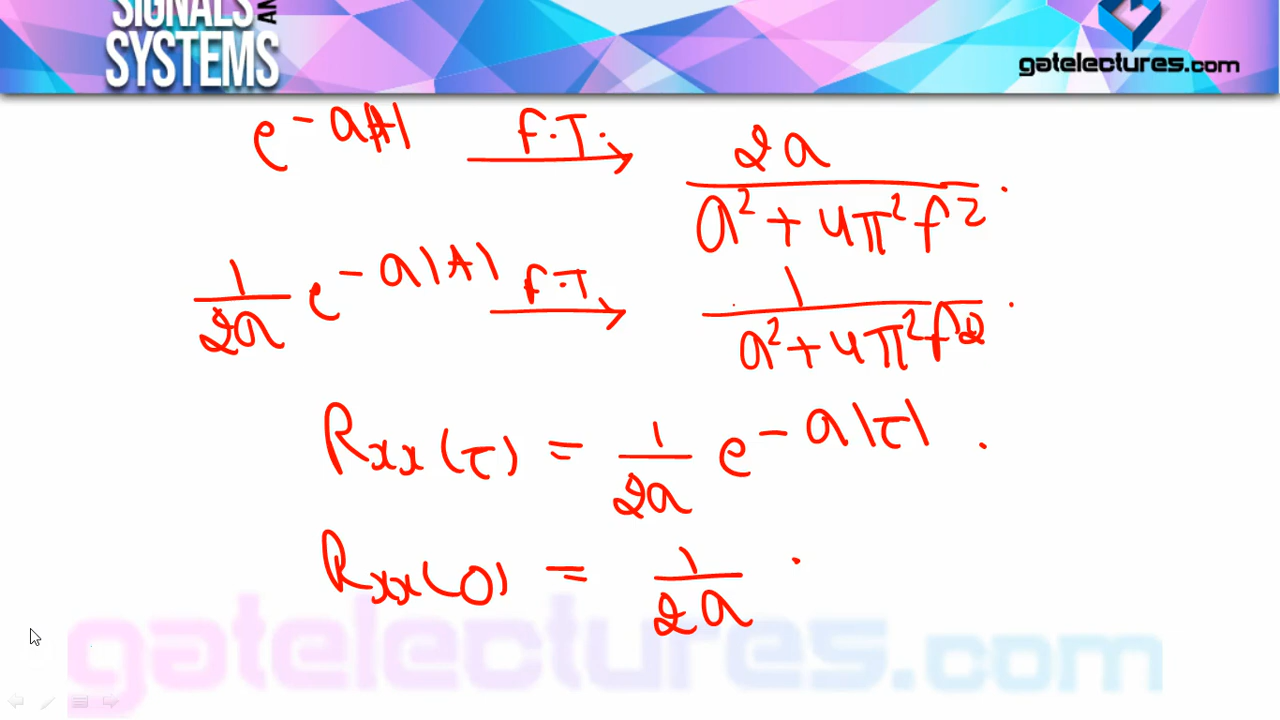 SIGNALS AN
SYSTEMS
gatelectures.com
e^{-a|t|} F.T. → 2a / (a² + 4π²f²).
1/(2a) e^{-a|t|} F.T. → 1 / (a² + 4π²f²).
Rxx(τ) = 1/(2a) e^{-a|τ|}.
Rxx(0) = 1/(2a).
gatelectures.com